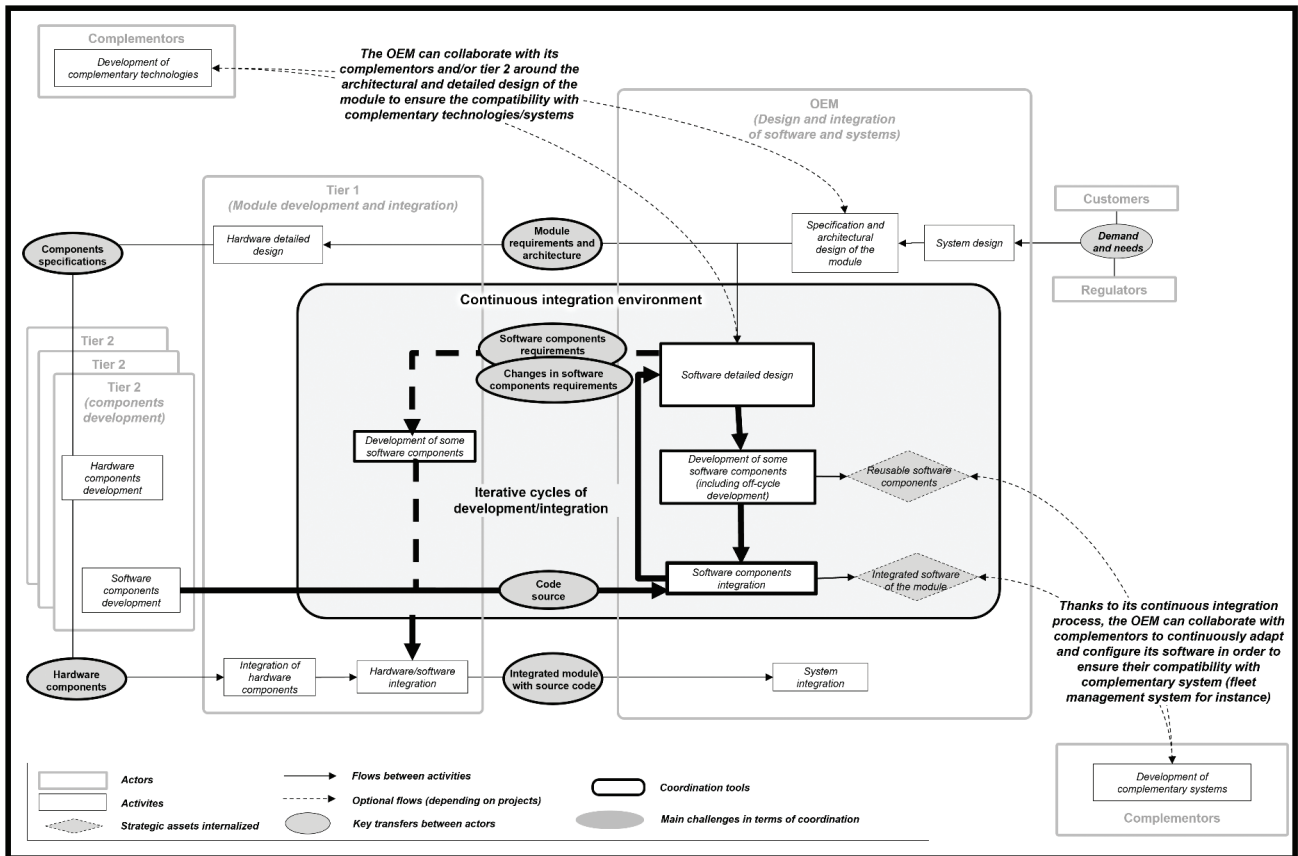 Complementors
Development of
complementary technologies
The OEM can collaborate with its
complementors and/or tier 2 around the
architectural and detailed design of the
module to ensure the compatibility with
complementary technologies/systems
OEM
(Design and integration
of software and systems)
Tier 1
(Module development and integration)
Customers
Components
specifications
Hardware detailed
design
Module
requirements and
architecture
Specification and
architectural
design of the
module
System design
Demand
and needs
Regulators
Continuous integration environment
Tier 2
Tier 2
Tier 2
(components
development)
Software components
requirements
Changes in software
components requirements
Software detailed design
Development of some
software components
Development of some
software components
(including off-cycle
development)
Reusable software
components
Hardware
components
development
Iterative cycles of
development/integration
Software
components
development
Code
source
Software components
integration
Integrated software
of the module
Thanks to its continuous integration
process, the OEM can collaborate with
complementors to continuously adapt
and configure its software in order to
ensure their compatibility with
complementary system (fleet
management system for instance)
Hardware
components
Integration of
hardware
components
Hardware/software
integration
Integrated module
with source code
System
integration
Development of
complementary systems
Complementors
Actors
Activites
Strategic assets internalized
Flows between activities
Optional flows (depending on projects)
Key transfers between actors
Coordination tools
Main challenges in terms of coordination